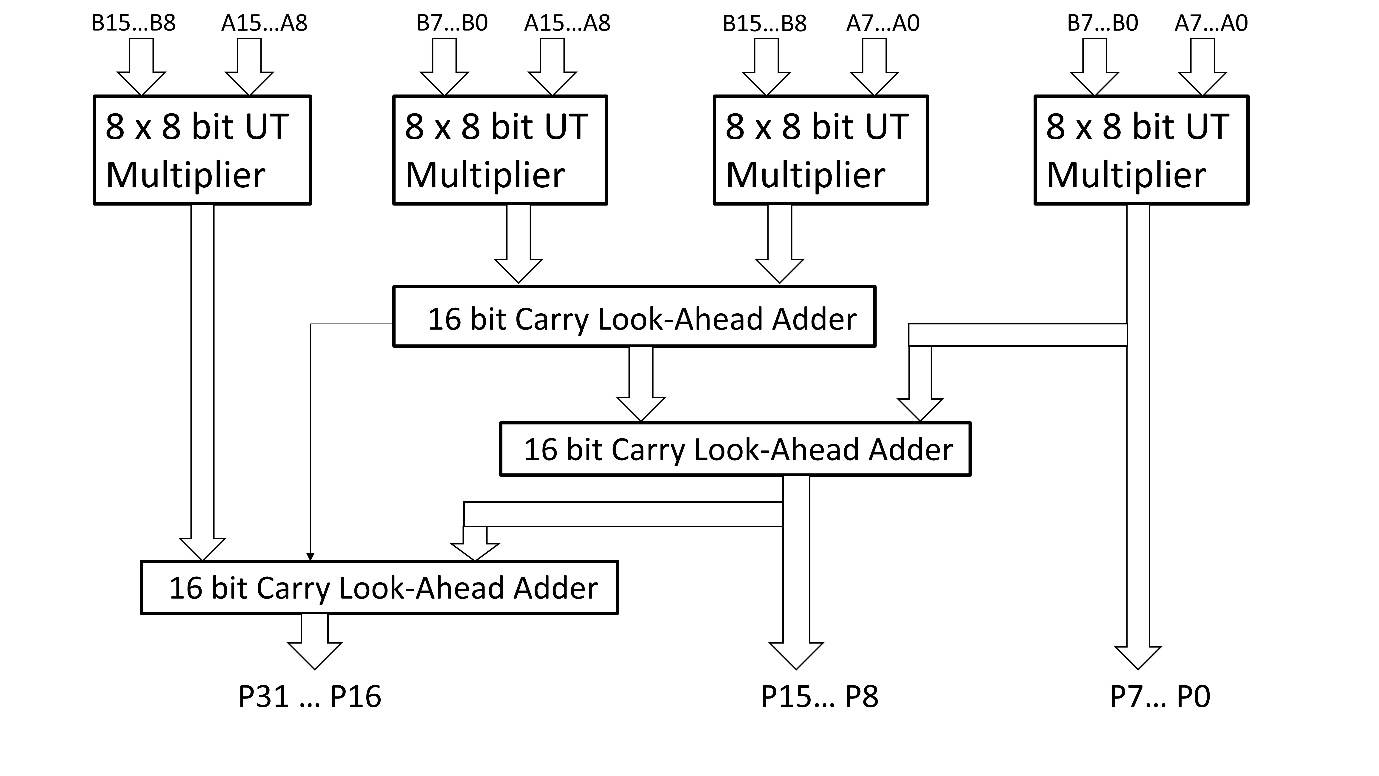 B15...B8 A15...A8 B7...B0 A15...A8 B15...B8 A7...A0 B7...B0 A7...A0
8 x 8 bit UT
Multiplier
8 x 8 bit UT
Multiplier
8 x 8 bit UT
Multiplier
8 x 8 bit UT
Multiplier
16 bit Carry Look-Ahead Adder
16 bit Carry Look-Ahead Adder
16 bit Carry Look-Ahead Adder
P31 ... P16 P15... P8 P7... P0